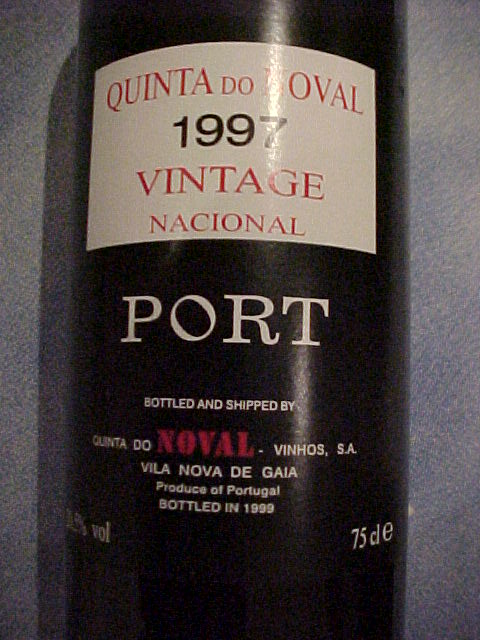 QUINTA DO NOVAL
1997
VINTAGE
NACIONAL
PORT
BOTTLED AND SHIPPED BY
QUINTA DO NOVAL - VINHOS, S.A.
VILA NOVA DE GAIA
Produce of Portugal
BOTTLED IN 1999
vol
75 cl e